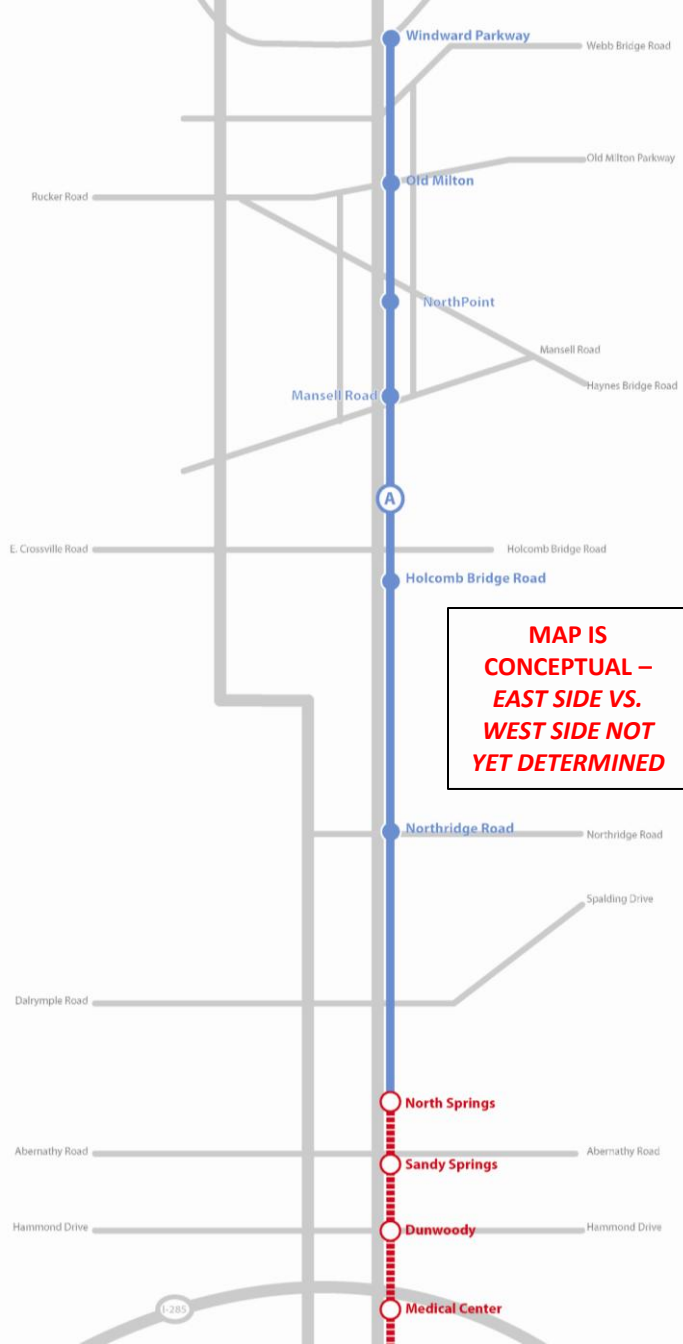 Windward Parkway
Webb Bridge Road
Old Milton Parkway
Old Milton
Rucker Road
NorthPoint
Mansell Road
Haynes Bridge Road
Mansell Road
A
E. Crossville Road
Holcomb Bridge Road
Holcomb Bridge Road
MAP IS
CONCEPTUAL –
EAST SIDE VS.
WEST SIDE NOT
YET DETERMINED
Northridge Road
Northridge Road
Spalding Drive
Dalrymple Road
North Springs
Abernathy Road
Abernathy Road
Sandy Springs
Hammond Drive
Dunwoody
Hammond Drive
I-285
Medical Center